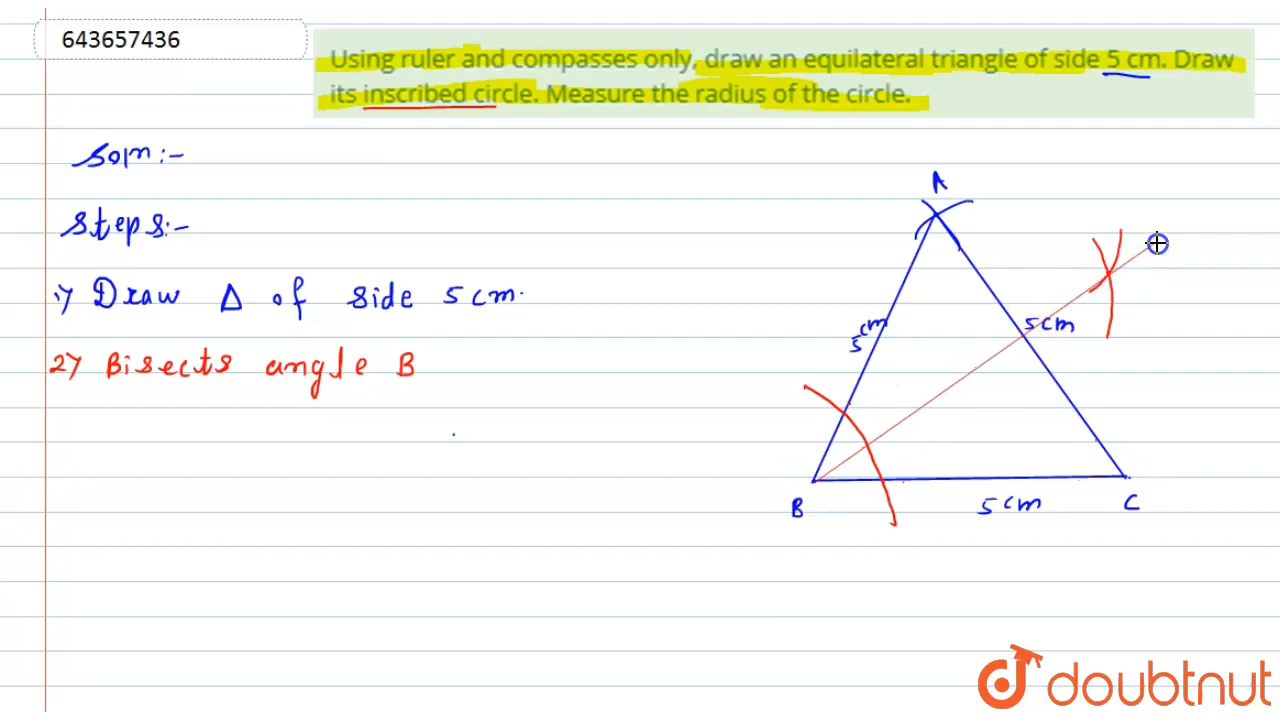 643657436
Using ruler and compasses only, draw an equilateral triangle of side 5 cm. Draw
its inscribed circle. Measure the radius of the circle.
Soln:-
Steps:-
1) Draw Δ of side 5cm.
2) Bisects angle B
A
5cm
5cm
B
5cm
C
doubtnut